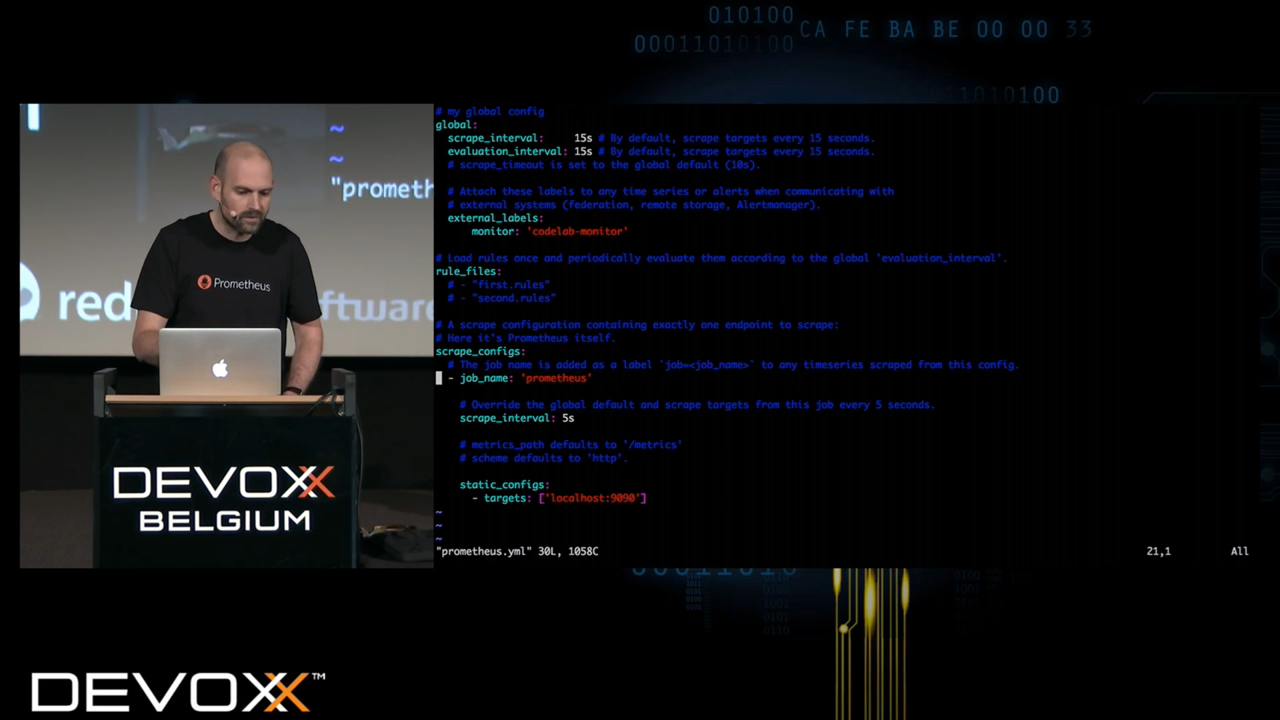 010100
00011010100
CA FE BA BE 00 00 33
1010100
~
~
"prometh
Prometheus
red
ftware
DEVOXX
BELGIUM
# my global config
global:
  scrape_interval:     15s # By default, scrape targets every 15 seconds.
  evaluation_interval: 15s # By default, scrape targets every 15 seconds.
  # scrape_timeout is set to the global default (10s).
  # Attach these labels to any time series or alerts when communicating with
  # external systems (federation, remote storage, Alertmanager).
  external_labels:
      monitor: 'codelab-monitor'
# Load rules once and periodically evaluate them according to the global 'evaluation_interval'.
rule_files:
  # - "first.rules"
  # - "second.rules"
# A scrape configuration containing exactly one endpoint to scrape:
# Here it's Prometheus itself.
scrape_configs:
  # The job name is added as a label `job=<job_name>` to any timeseries scraped from this config.
  - job_name: 'prometheus'
    # Override the global default and scrape targets from this job every 5 seconds.
    scrape_interval: 5s
    # metrics_path defaults to '/metrics'
    # scheme defaults to 'http'.
    static_configs:
      - targets: ['localhost:9090']
~
~
~
"prometheus.yml" 30L, 1058C 21,1 All
DEVOXX™